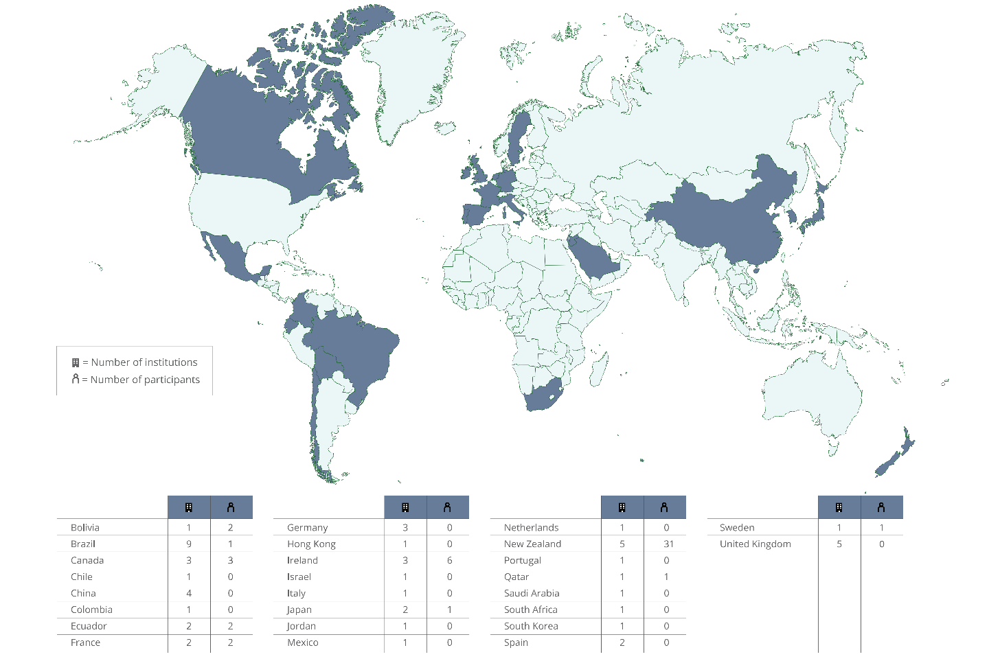 = Number of institutions
= Number of participants
Bolivia 1 2
Brazil 9 1
Canada 3 3
Chile 1 0
China 4 0
Colombia 1 0
Ecuador 2 2
France 2 2
Germany 3 0
Hong Kong 1 0
Ireland 3 6
Israel 1 0
Italy 1 0
Japan 2 1
Jordan 1 0
Mexico 1 0
Netherlands 1 0
New Zealand 5 31
Portugal 1 0
Qatar 1 1
Saudi Arabia 1 0
South Africa 1 0
South Korea 1 0
Spain 2 0
Sweden 1 1
United Kingdom 5 0